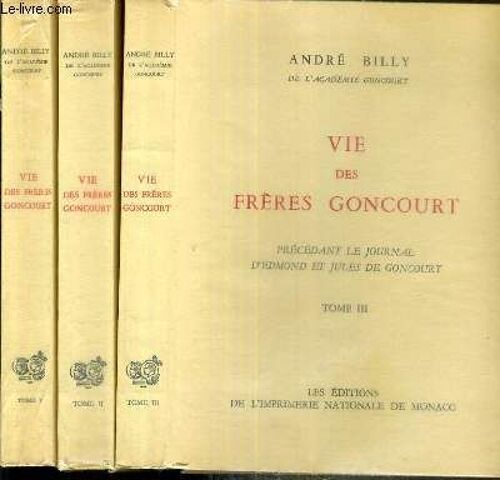 Le-livre.com
ANDRÉ BILLY
DE L'ACADÉMIE
GONCOURT
VIE
DES FRÈRES
GONCOURT
TOME I
ANDRÉ BILLY
DE L'ACADÉMIE
GONCOURT
VIE
DES FRÈRES
GONCOURT
TOME II
ANDRÉ BILLY
DE L'ACADÉMIE
GONCOURT
VIE
DES FRÈRES
GONCOURT
TOME III
ANDRÉ BILLY
DE L'ACADÉMIE GONCOURT
VIE
DES
FRÈRES GONCOURT
PRÉCÉDANT LE JOURNAL
D'EDMOND ET JULES DE GONCOURT
TOME III
LES ÉDITIONS
DE L'IMPRIMERIE NATIONALE DE MONACO